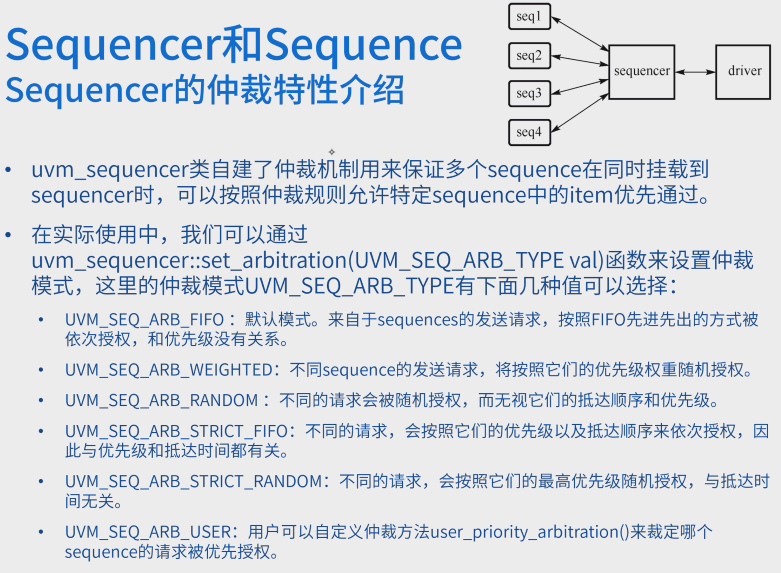 Sequencer和Sequence
Sequencer的仲裁特性介绍
seq1
seq2
seq3
seq4
sequencer
driver
• uvm_sequencer类自建了仲裁机制用来保证多个sequence在同时挂载到
sequencer时，可以按照仲裁规则允许特定sequence中的item优先通过。
• 在实际使用中，我们可以通过
uvm_sequencer::set_arbitration(UVM_SEQ_ARB_TYPE val)函数来设置仲裁
模式，这里的仲裁模式UVM_SEQ_ARB_TYPE有下面几种值可以选择：
• UVM_SEQ_ARB_FIFO ：默认模式。来自于sequences的发送请求，按照FIFO先进先出的方式被
依次授权，和优先级没有关系。
• UVM_SEQ_ARB_WEIGHTED：不同sequence的发送请求，将按照它们的优先级权重随机授权。
• UVM_SEQ_ARB_RANDOM ：不同的请求会被随机授权，而无视它们的抵达顺序和优先级。
• UVM_SEQ_ARB_STRICT_FIFO：不同的请求，会按照它们的优先级以及抵达顺序来依次授权，因
此与优先级和抵达时间都有关。
• UVM_SEQ_ARB_STRICT_RANDOM：不同的请求，会按照它们的最高优先级随机授权，与抵达时
间无关。
• UVM_SEQ_ARB_USER：用户可以自定义仲裁方法user_priority_arbitration()来裁定哪个
sequence的请求被优先授权。